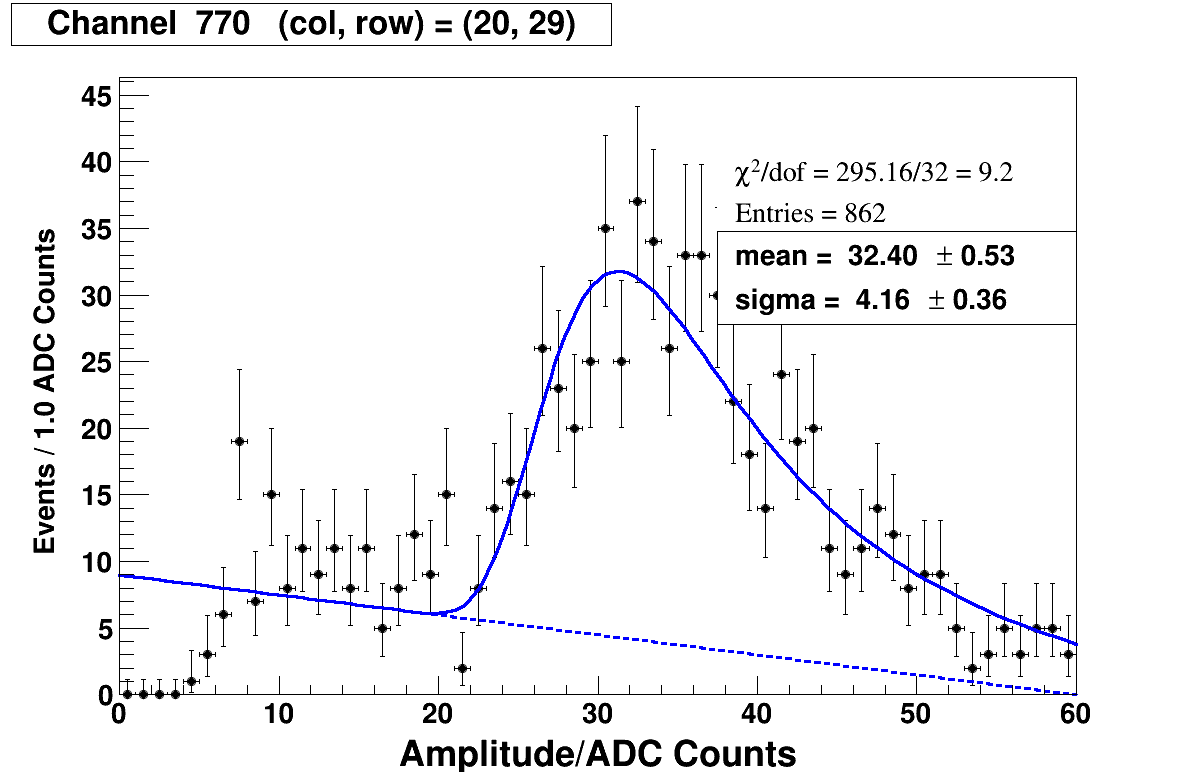 Channel 770 (col, row) = (20, 29)
χ²/dof = 295.16/32 = 9.2
Entries = 862
mean = 32.40 ± 0.53
sigma = 4.16 ± 0.36
Events / 1.0 ADC Counts
45
40
35
30
25
20
15
10
5
0
0 10 20 30 40 50 60
Amplitude/ADC Counts